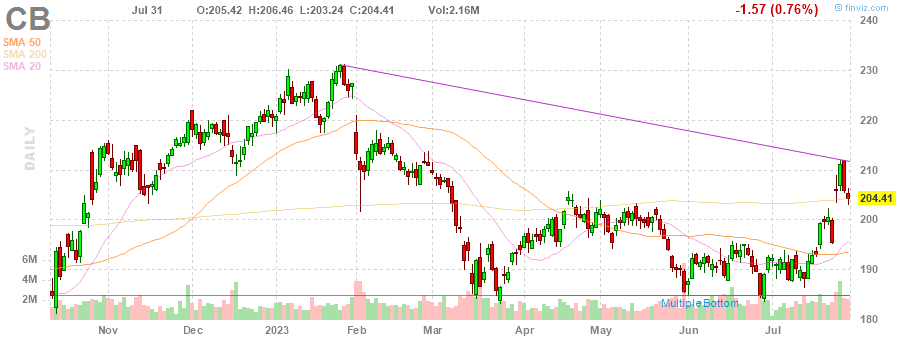 CB Jul 31 O:205.42 H:206.46 L:203.24 C:204.41 Vol:2.16M -1.57 (0.76%) © finviz.com
SMA 50
SMA 200
SMA 20
DAILY
240
230
220
210
204.41
200
190
180
6M
4M
2M
Multiple Bottom
Nov Dec 2023 Feb Mar Apr May Jun Jul